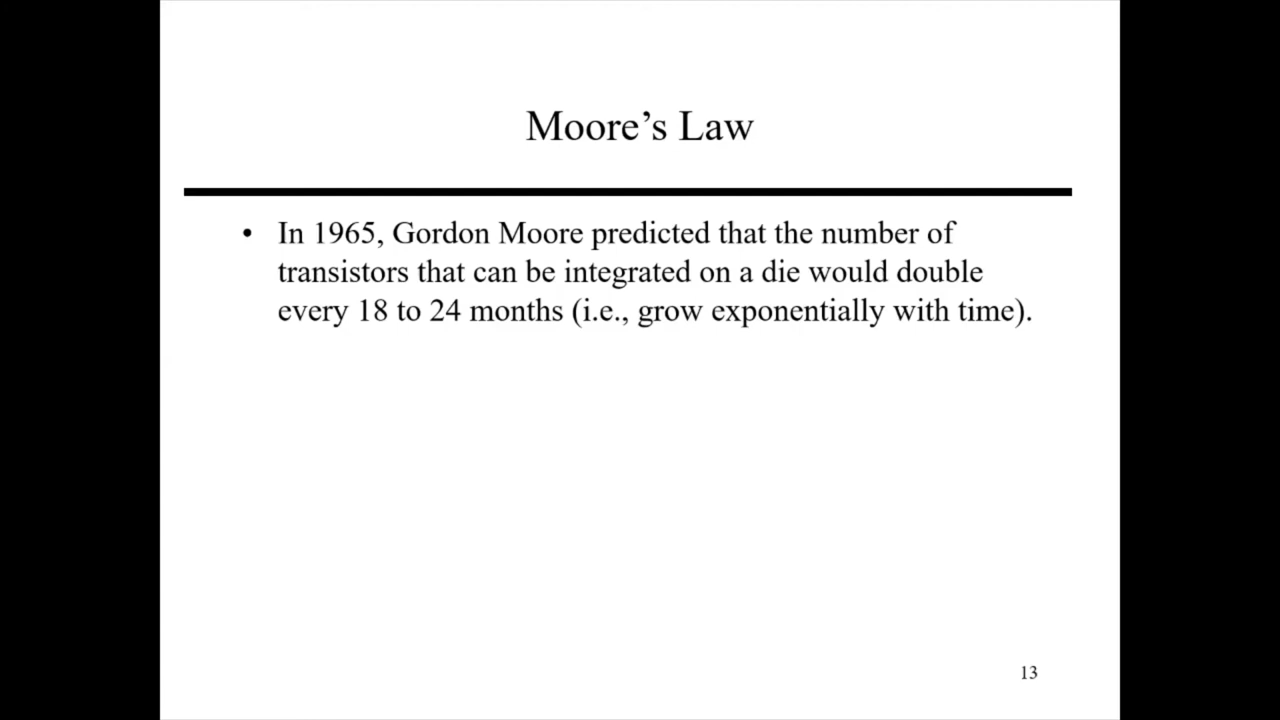 Moore’s Law
• In 1965, Gordon Moore predicted that the number of
transistors that can be integrated on a die would double
every 18 to 24 months (i.e., grow exponentially with time).
13